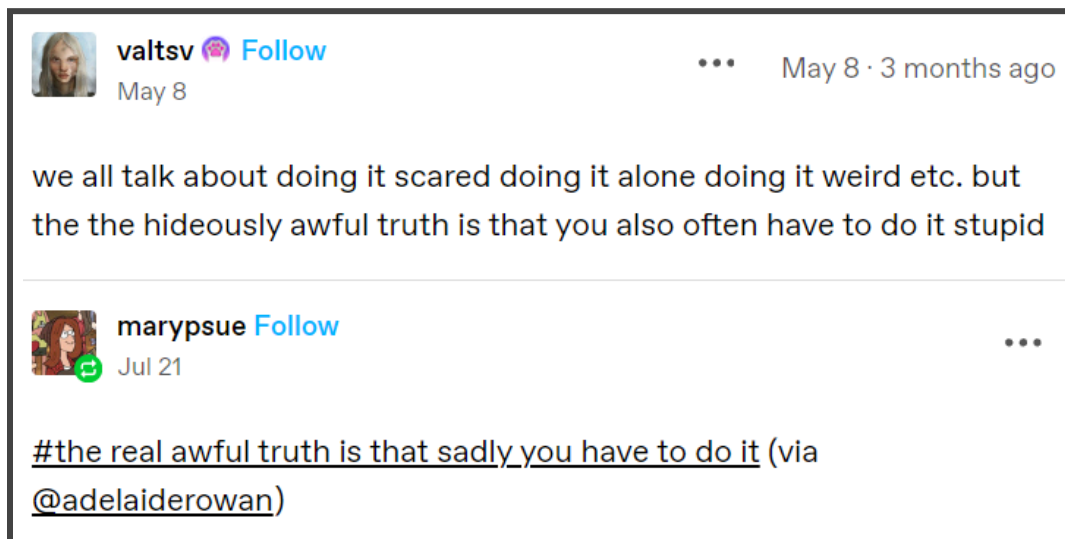 valtsv Follow
May 8
May 8 · 3 months ago
we all talk about doing it scared doing it alone doing it weird etc. but
the the hideously awful truth is that you also often have to do it stupid
marypsue Follow
Jul 21
#the real awful truth is that sadly you have to do it (via
@adelaiderowan)